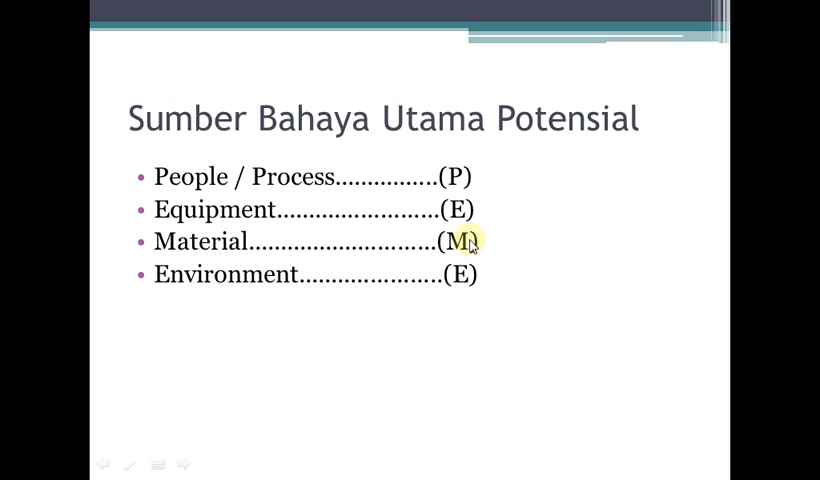 Sumber Bahaya Utama Potensial
• People / Process................(P)
• Equipment.........................(E)
• Material.............................(M)
• Environment......................(E)